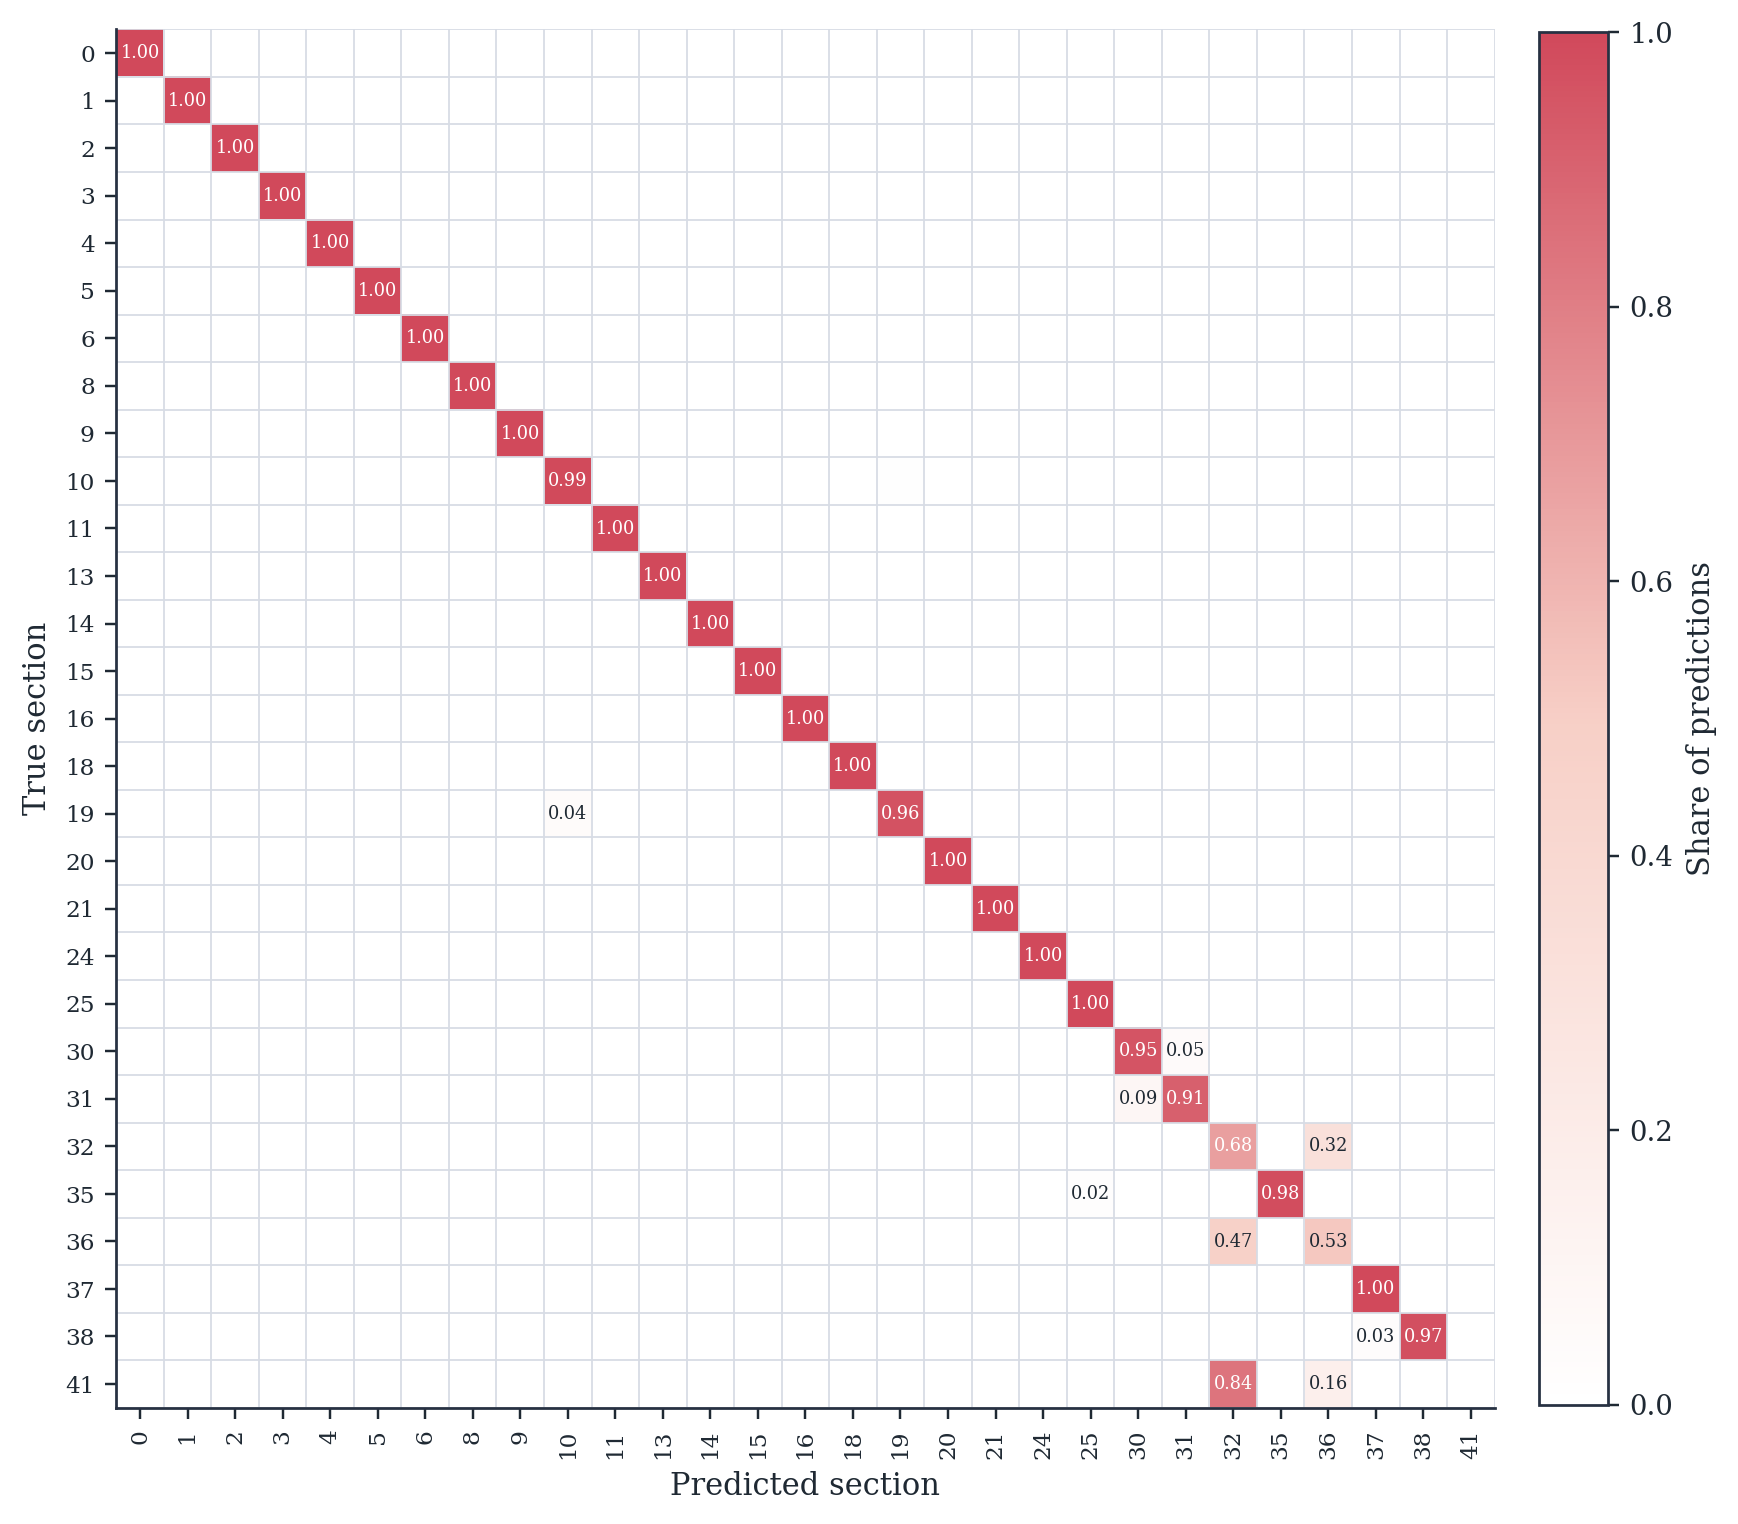 0 1.00
1 1.00
2 1.00
3 1.00
4 1.00
5 1.00
6 1.00
8 1.00
9 1.00
10 0.99
11 1.00
13 1.00
14 1.00
15 1.00
16 1.00
18 1.00
19 0.04 0.96
20 1.00
21 1.00
24 1.00
25 1.00
30 0.95 0.05
31 0.09 0.91
32 0.68 0.32
35 0.02 0.98
36 0.47 0.53
37 1.00
38 0.03 0.97
41 0.84 0.16
True section
0 1 2 3 4 5 6 8 9 10 11 13 14 15 16 18 19 20 21 24 25 30 31 32 35 36 37 38 41
Predicted section
1.0
0.8
0.6
0.4
0.2
0.0
Share of predictions